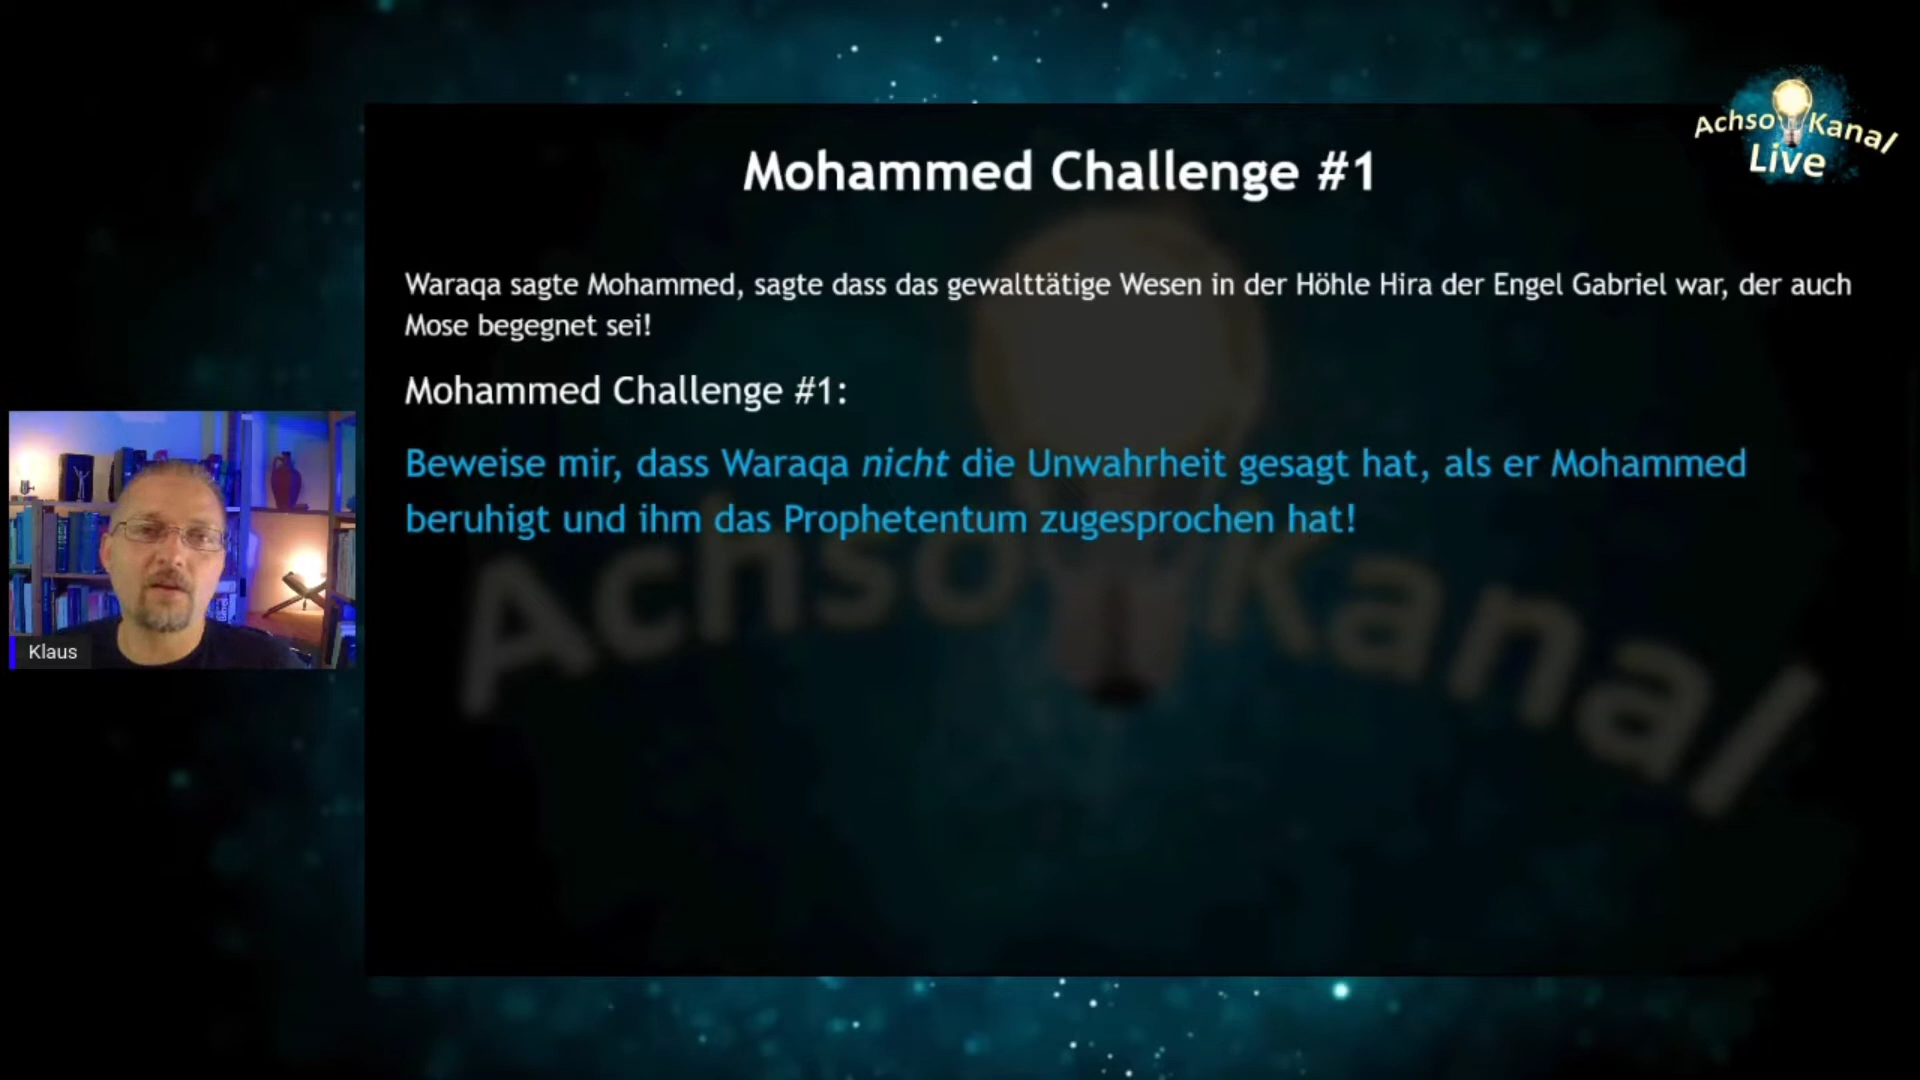 Achso Kanal
Live
Mohammed Challenge #1
Waraqa sagte Mohammed, sagte dass das gewalttätige Wesen in der Höhle Hira der Engel Gabriel war, der auch
Mose begegnet sei!
Mohammed Challenge #1:
Beweise mir, dass Waraqa nicht die Unwahrheit gesagt hat, als er Mohammed
beruhigt und ihm das Prophetentum zugesprochen hat!
Achso Kanal
Klaus